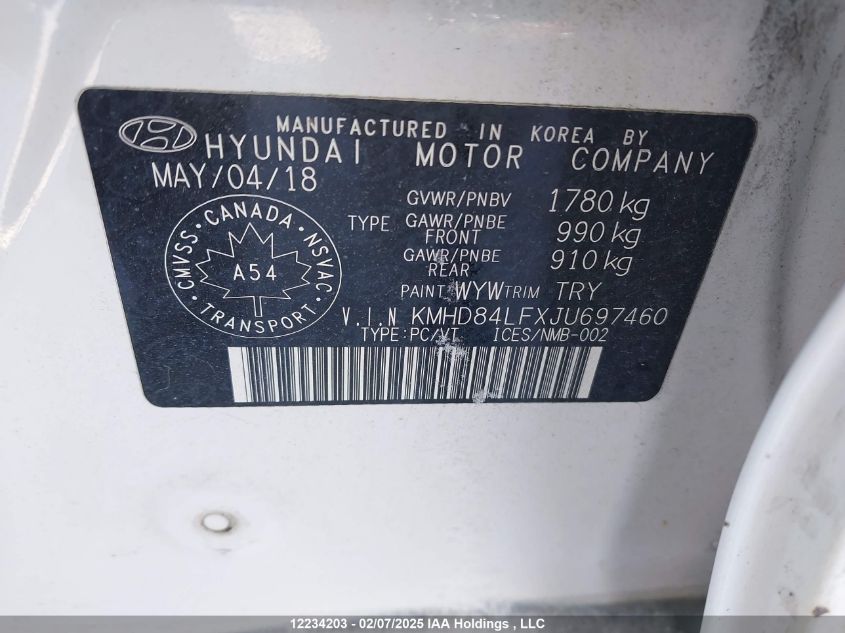 MANUFACTURED IN KOREA BY
HYUNDAI MOTOR COMPANY
MAY/04/18
CMVSS · CANADA · NSVAC
A54
TRANSPORT
TYPE
GVWR/PNBV 1780 kg
GAWR/PNBE FRONT 990 kg
GAWR/PNBE REAR 910 kg
PAINT WYW TRIM TRY
V.I.N KMHD84LFXJU697460
TYPE:PC/VT ICES/NMB-002
12234203 - 02/07/2025 IAA Holdings , LLC